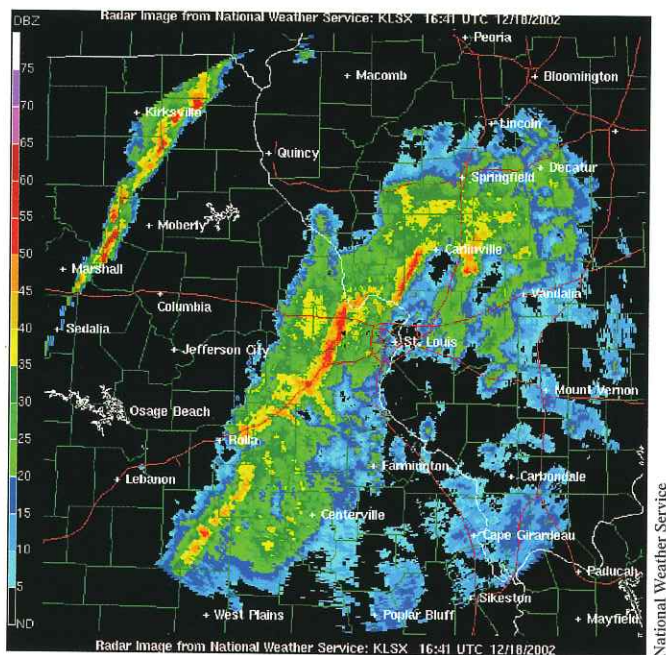 Radar Image from National Weather Service: KLSX 16:41 UTC 12/18/2002
DBZ
75
70
65
60
55
50
45
40
35
30
25
20
15
10
5
ND
Peoria
Macomb
Bloomington
Kirksville
Lincoln
Quincy
Decatur
Springfield
Moberly
Carlinville
Marshall
Columbia
Vandalia
Sedalia
St. Louis
Jefferson City
Mount Vernon
Osage Beach
Rolla
Farmington
Lebanon
Carbondale
Centerville
Cape Girardeau
Paducah
Sikeston
West Plains
Poplar Bluff
Mayfield
Radar Image from National Weather Service: KLSX 16:41 UTC 12/18/2002
National Weather Service